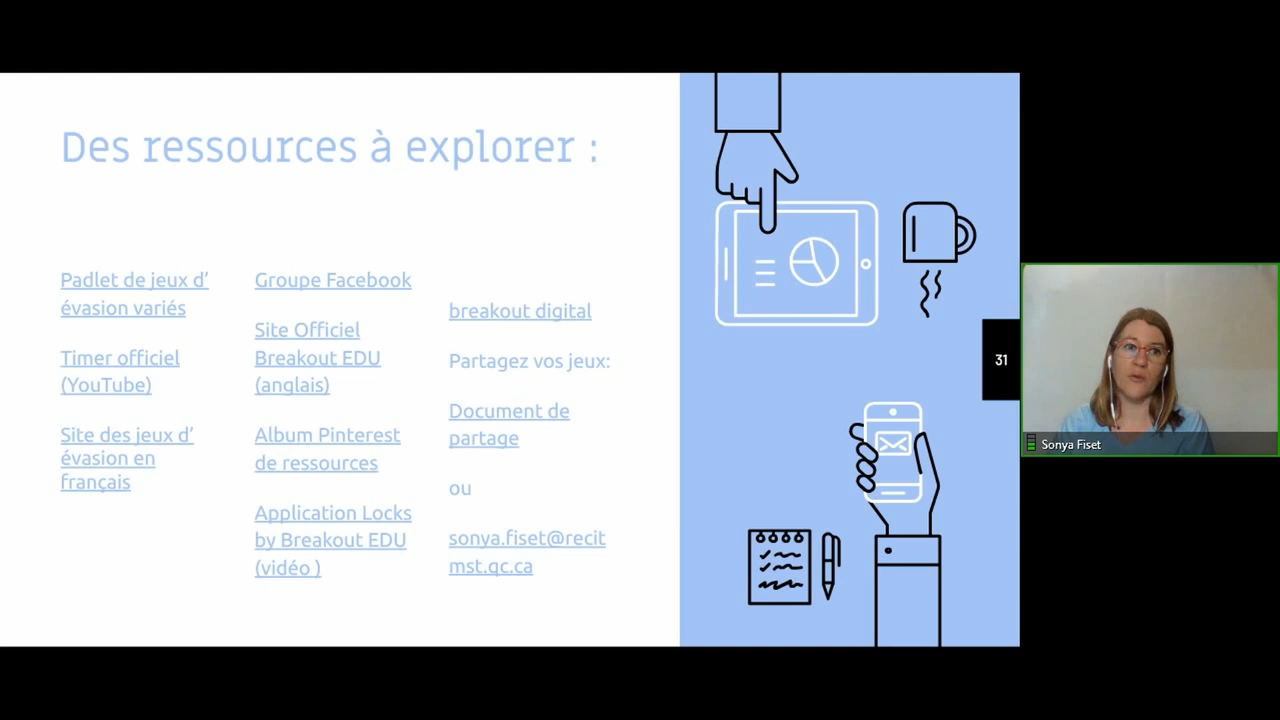 Des ressources à explorer :
Padlet de jeux d’
évasion variés
Timer officiel
(YouTube)
Site des jeux d’
évasion en
français
Groupe Facebook
Site Officiel
Breakout EDU
(anglais)
Album Pinterest
de ressources
Application Locks
by Breakout EDU
(vidéo )
breakout digital
Partagez vos jeux:
Document de
partage
ou
sonya.fiset@recit
mst.qc.ca
31
Sonya Fiset